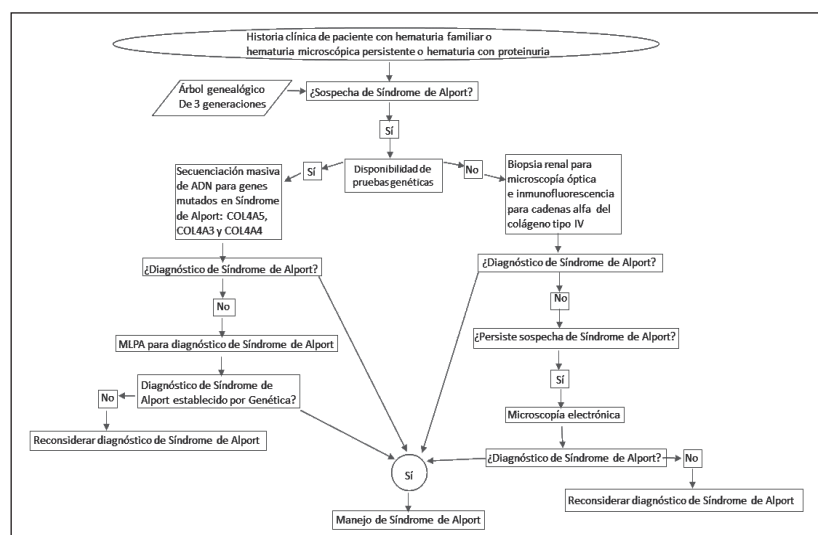 Historia clínica de paciente con hematuria familiar o
hematuria microscópica persistente o hematuria con proteinuria
Árbol genealógico
De 3 generaciones
¿Sospecha de Síndrome de Alport?
Sí
Disponibilidad de
pruebas genéticas
Sí
No
Secuenciación masiva
de ADN para genes
mutados en Síndrome
de Alport: COL4A5,
COL4A3 y COL4A4
Biopsia renal para
microscopía óptica
e inmunofluorescencia
para cadenas alfa del
colágeno tipo IV
¿Diagnóstico de Síndrome de Alport?
¿Diagnóstico de Síndrome de Alport?
No
No
MLPA para diagnóstico de Síndrome de Alport
¿Persiste sospecha de Síndrome de Alport?
Sí
Diagnóstico de Síndrome de
Alport establecido por Genética?
No
Microscopía electrónica
Reconsiderar diagnóstico de Síndrome de Alport
¿Diagnóstico de Síndrome de Alport?
No
Sí
Reconsiderar diagnóstico de Síndrome de Alport
Manejo de Síndrome de Alport